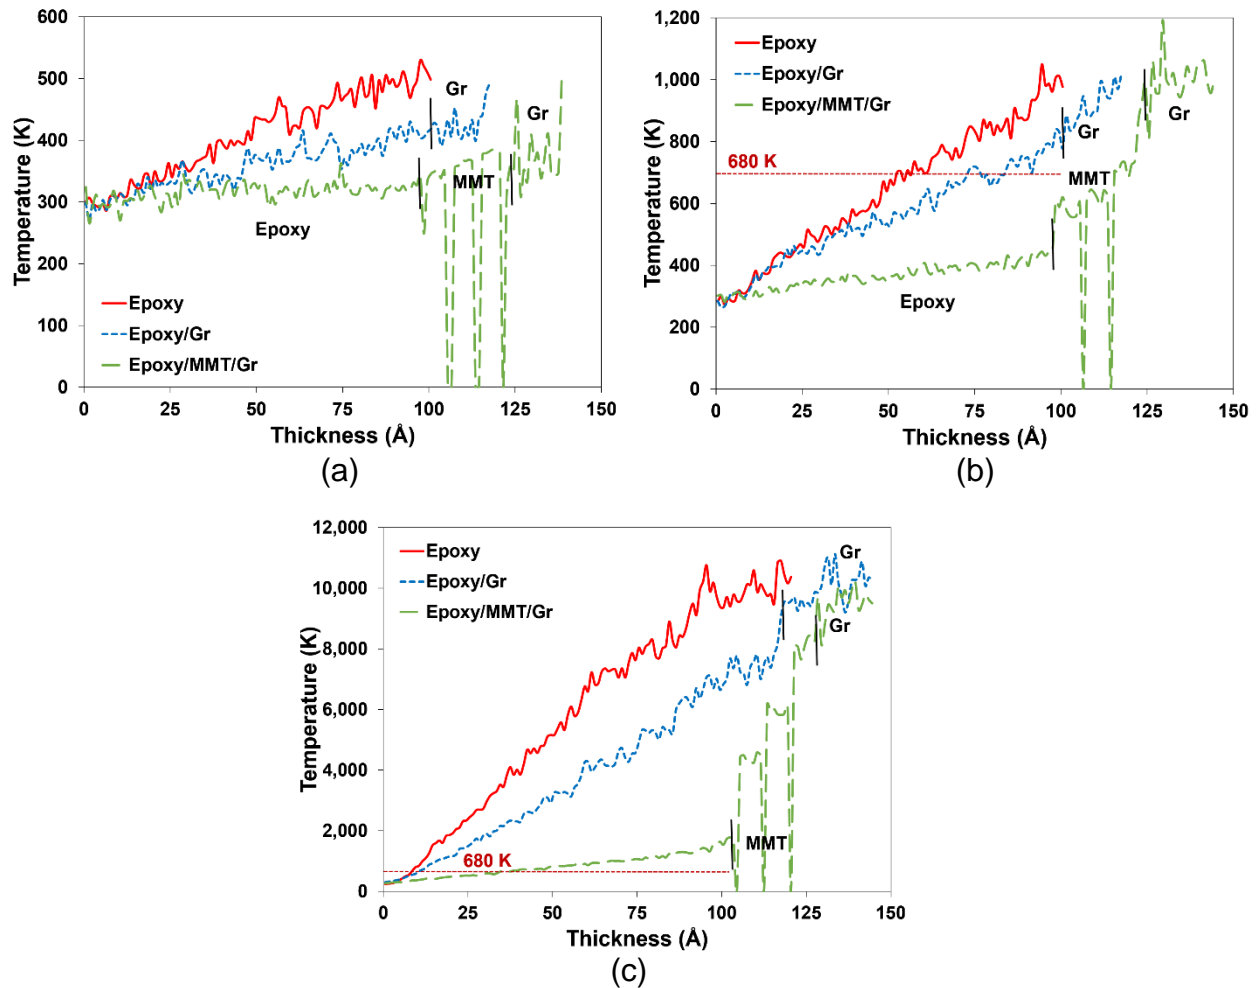 600
500
400
300
200
100
0
Temperature (K)
Gr
Gr
MMT
Epoxy
Epoxy
Epoxy/Gr
Epoxy/MMT/Gr
0 25 50 75 100 125 150
Thickness (Å)
(a)
1,200
1,000
800
600
400
200
0
Temperature (K)
Epoxy
Epoxy/Gr
Epoxy/MMT/Gr
Gr
Gr
680 K
MMT
Epoxy
0 25 50 75 100 125 150
Thickness (Å)
(b)
12,000
10,000
8,000
6,000
4,000
2,000
0
Temperature (K)
Epoxy
Epoxy/Gr
Epoxy/MMT/Gr
Gr
Gr
MMT
680 K
0 25 50 75 100 125 150
Thickness (Å)
(c)